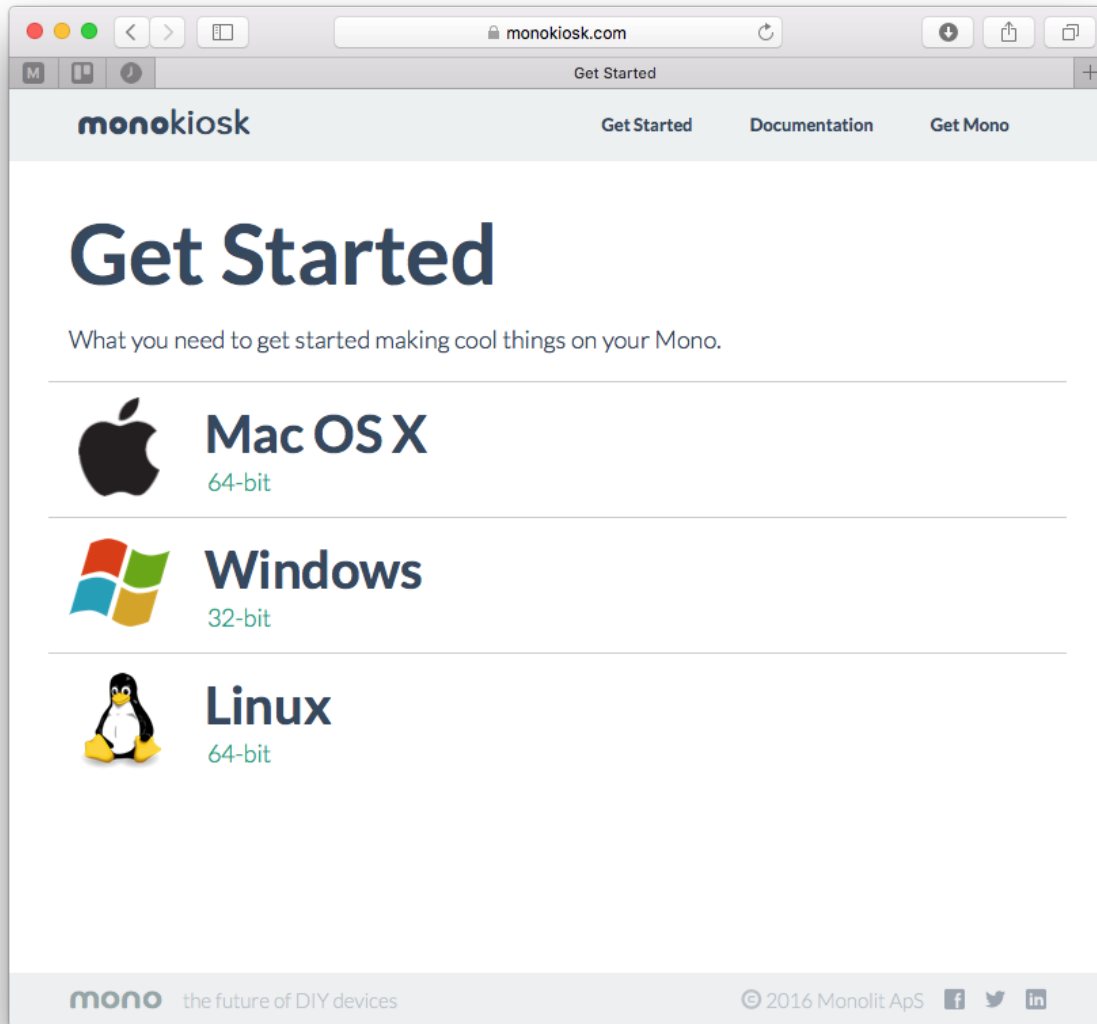 monokiosk.com
M
Get Started
monokiosk
Get Started Documentation Get Mono
Get Started
What you need to get started making cool things on your Mono.
Mac OS X
64-bit
Windows
32-bit
Linux
64-bit
mono the future of DIY devices © 2016 Monolit ApS f in